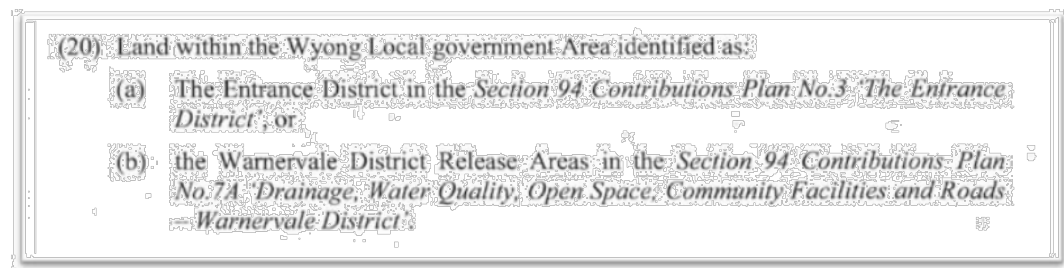 (20) Land within the Wyong Local government Area identified as:
(a) The Entrance District in the Section 94 Contributions Plan No.3 'The Entrance
District', or
(b) the Warnervale District Release Areas in the Section 94 Contributions Plan
No.7A 'Drainage, Water Quality, Open Space, Community Facilities and Roads
– Warnervale District'.